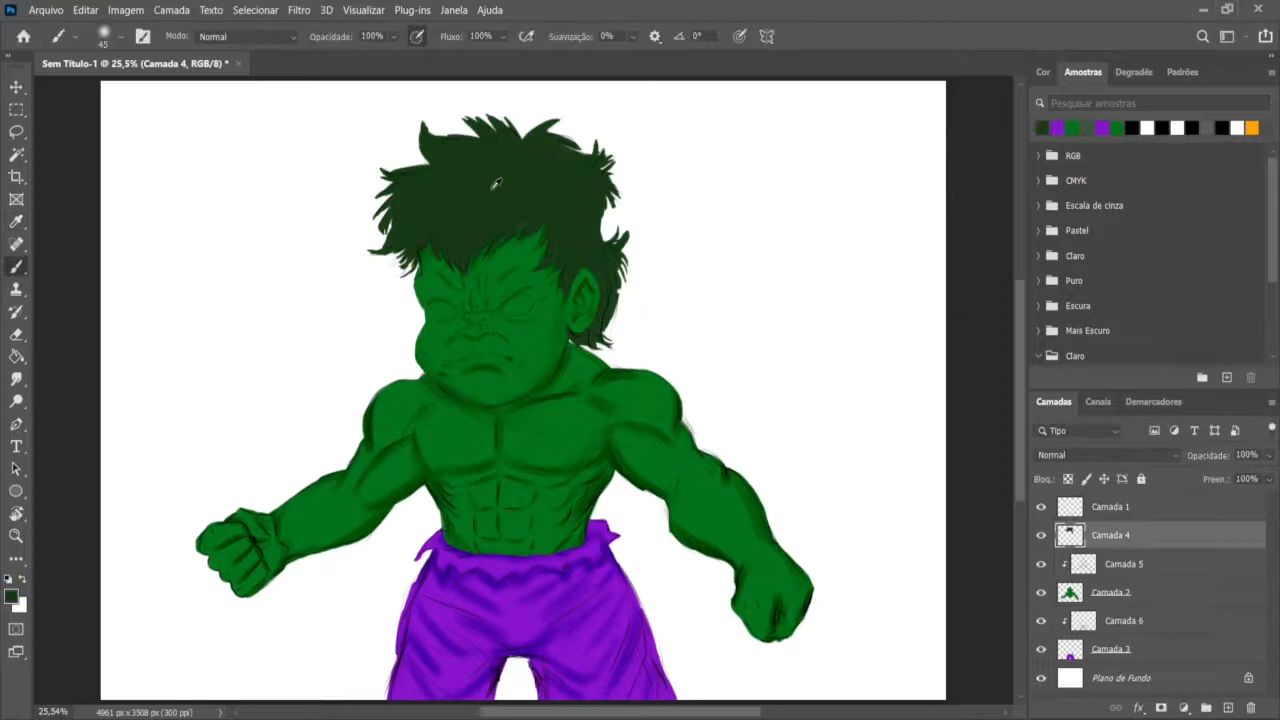 Ps Arquivo Editar Imagem Camada Texto Selecionar Filtro 3D Visualizar Plug-ins Janela Ajuda
45 Modo: Normal Opacidade: 100% Fluxo: 100% Suavização: 0% 0°
Sem Título-1 @ 25,5% (Camada 4, RGB/8) *
Cor Amostras Degradês Padrões
Pesquisar amostras
RGB
CMYK
Escala de cinza
Pastel
Claro
Puro
Escura
Mais Escuro
Claro
Camadas Canais Demarcadores
Tipo
Normal Opacidade: 100%
Bloq.: Preen.: 100%
Camada 1
Camada 4
Camada 5
Camada 2
Camada 6
Camada 3
Plano de Fundo
25,54% 4961 px x 3508 px (300 ppi)